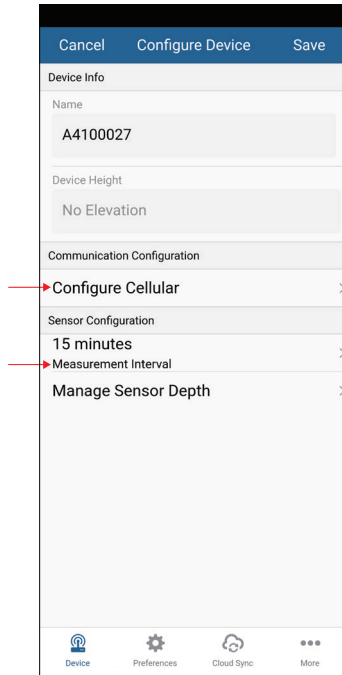 Cancel Configure Device Save
Device Info
Name
A4100027
Device Height
No Elevation
Communication Configuration
Configure Cellular
Sensor Configuration
15 minutes
Measurement Interval
Manage Sensor Depth
Device Preferences Cloud Sync More